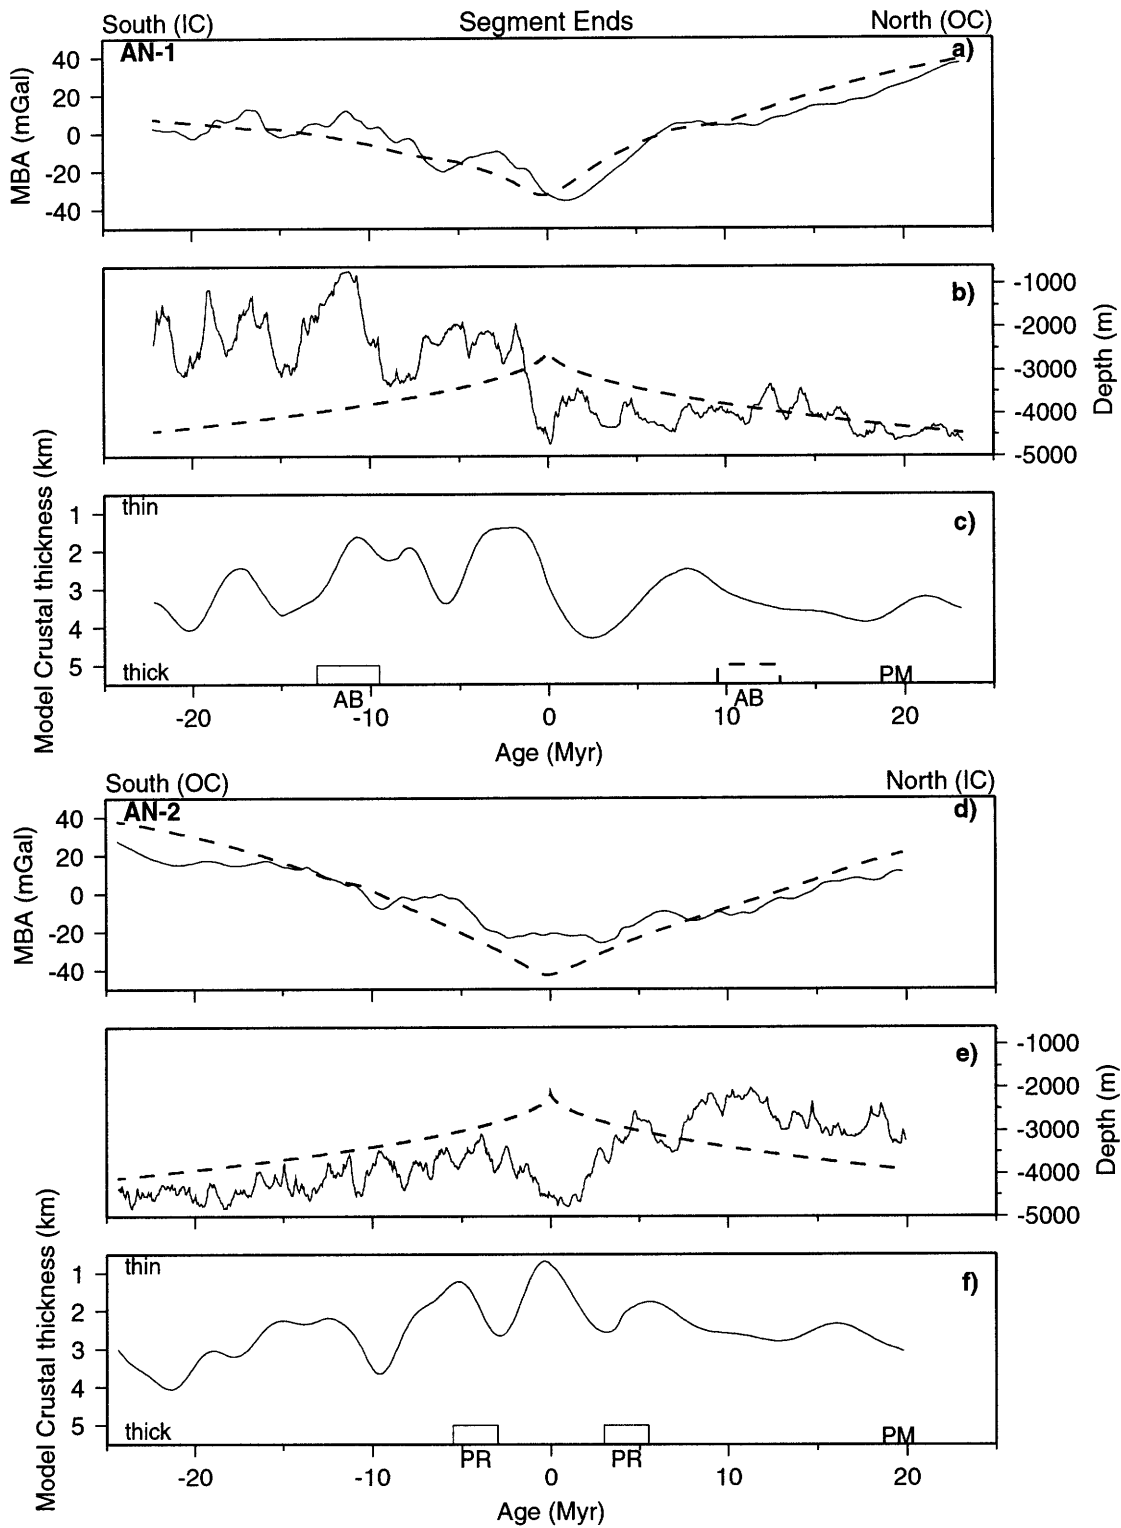 South (IC) Segment Ends North (OC)
AN-1 a)
MBA (mGal)
40
20
0
-20
-40
b)
-1000
-2000
-3000
-4000
-5000
Depth (m)
Model Crustal thickness (km)
thin c)
1
2
3
4
5
thick AB AB PM
-20 -10 0 10 20
Age (Myr)
South (OC) North (IC)
AN-2 d)
MBA (mGal)
40
20
0
-20
-40
e)
-1000
-2000
-3000
-4000
-5000
Depth (m)
Model Crustal thickness (km)
thin f)
1
2
3
4
5
thick PR PR PM
-20 -10 0 10 20
Age (Myr)